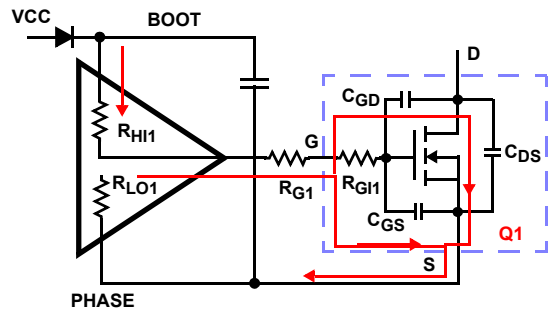 VCC
BOOT
D
CGD
RHI1
G
CDS
RLO1
RG1
RGI1
CGS
Q1
S
PHASE